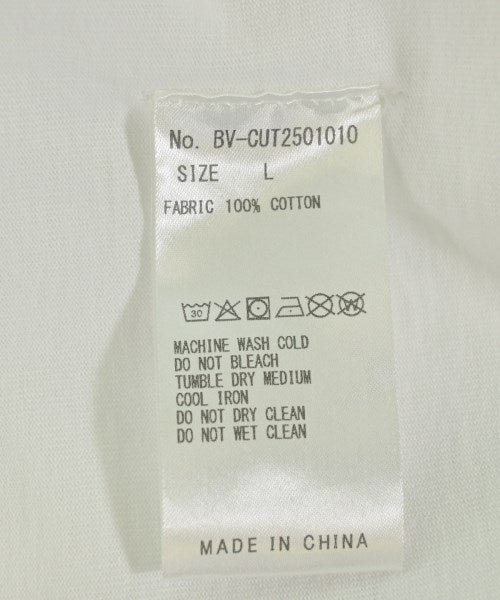 No. BV-CUT2501010
SIZE L
FABRIC 100% COTTON
30 W
MACHINE WASH COLD
DO NOT BLEACH
TUMBLE DRY MEDIUM
COOL IRON
DO NOT DRY CLEAN
DO NOT WET CLEAN
MADE IN CHINA